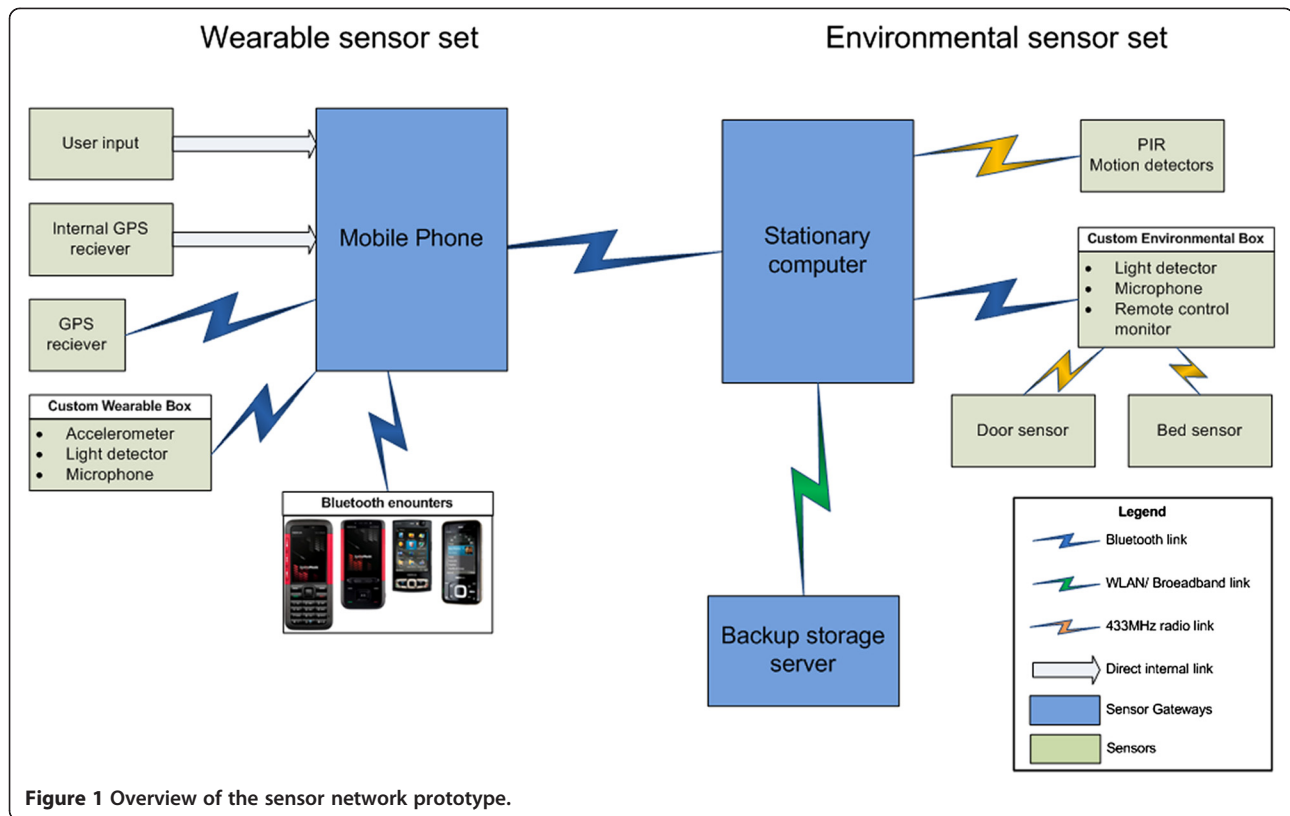 Wearable sensor set
Environmental sensor set
User input
Internal GPS
reciever
GPS
reciever
Custom Wearable Box
• Accelerometer
• Light detector
• Microphone
Mobile Phone
Bluetooth enounters
Stationary
computer
Backup storage
server
PIR
Motion detectors
Custom Environmental Box
• Light detector
• Microphone
• Remote control
monitor
Door sensor
Bed sensor
Legend
Bluetooth link
WLAN/ Broeadband link
433MHz radio link
Direct internal link
Sensor Gateways
Sensors
Figure 1 Overview of the sensor network prototype.